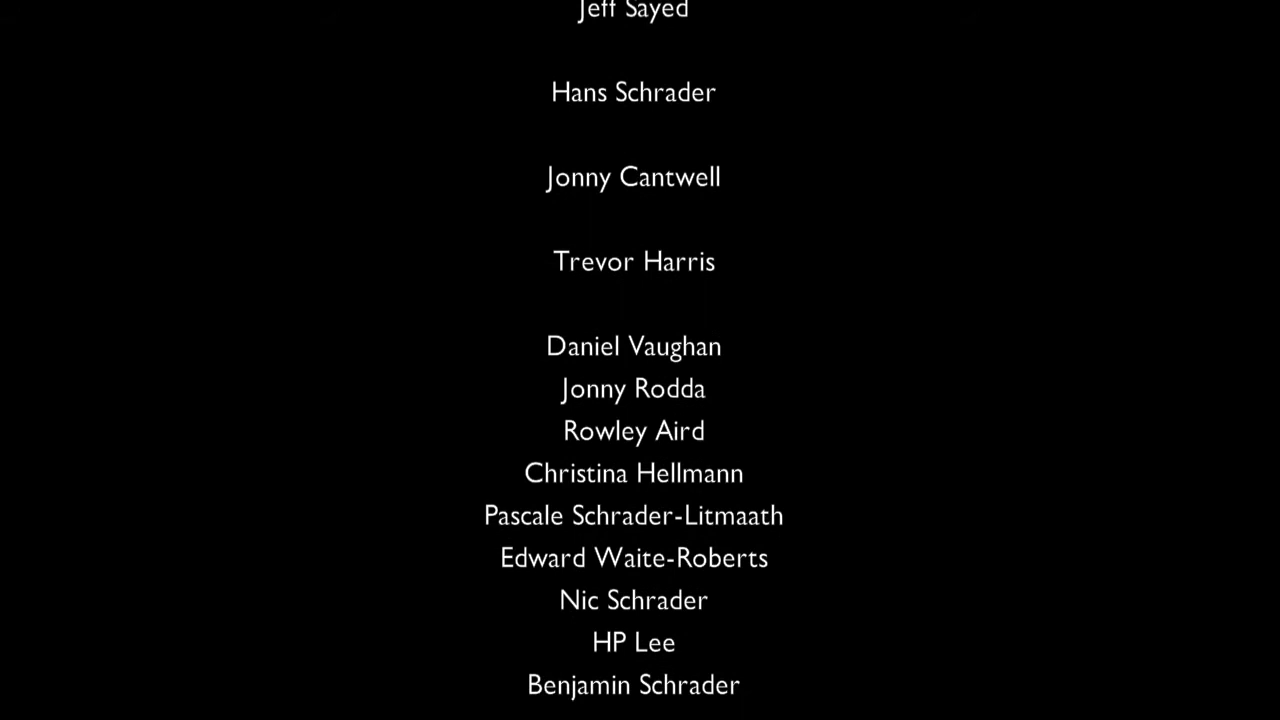 Jeff Sayed
Hans Schrader
Jonny Cantwell
Trevor Harris
Daniel Vaughan
Jonny Rodda
Rowley Aird
Christina Hellmann
Pascale Schrader-Litmaath
Edward Waite-Roberts
Nic Schrader
HP Lee
Benjamin Schrader